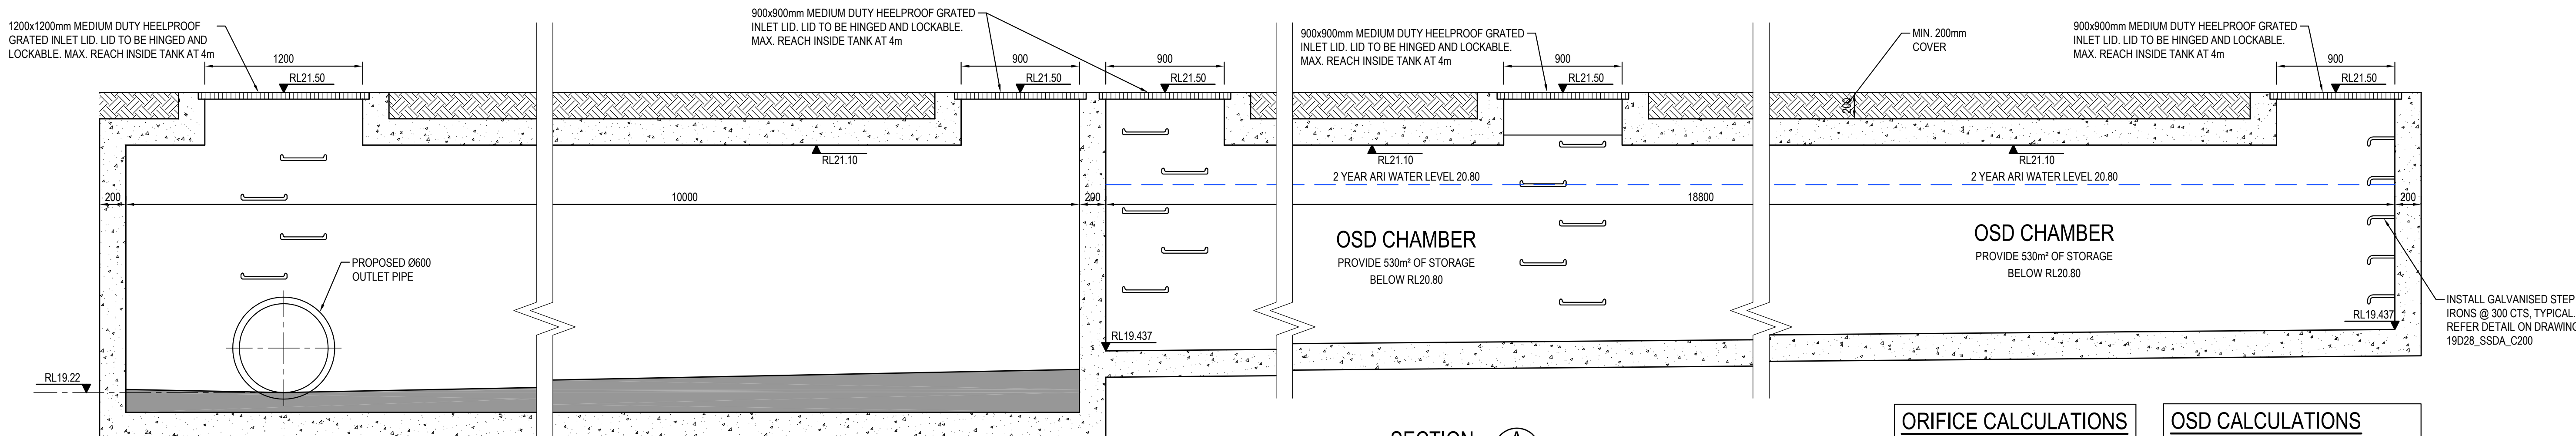 1200x1200mm MEDIUM DUTY HEELPROOF
GRATED INLET LID. LID TO BE HINGED AND
LOCKABLE. MAX. REACH INSIDE TANK AT 4m
900x900mm MEDIUM DUTY HEELPROOF GRATED
INLET LID. LID TO BE HINGED AND LOCKABLE.
MAX. REACH INSIDE TANK AT 4m
900x900mm MEDIUM DUTY HEELPROOF GRATED
INLET LID. LID TO BE HINGED AND LOCKABLE.
MAX. REACH INSIDE TANK AT 4m
MIN. 200mm
COVER
900x900mm MEDIUM DUTY HEELPROOF GRATED
INLET LID. LID TO BE HINGED AND LOCKABLE.
MAX. REACH INSIDE TANK AT 4m
1200
900
900
900
900
RL21.50
RL21.50
RL21.50
RL21.50
RL21.50
200
RL21.10
RL21.10
RL21.10
2 YEAR ARI WATER LEVEL 20.80
2 YEAR ARI WATER LEVEL 20.80
200
10000
200
18800
200
OSD CHAMBER
PROVIDE 530m² OF STORAGE
BELOW RL20.80
OSD CHAMBER
PROVIDE 530m² OF STORAGE
BELOW RL20.80
PROPOSED Ø600
OUTLET PIPE
INSTALL GALVANISED STEP
IRONS @ 300 CTS, TYPICAL.
REFER DETAIL ON DRAWING
19D28_SSDA_C200
RL19.437
RL19.437
RL19.22
SECTION
A
ORIFICE CALCULATIONS
OSD CALCULATIONS